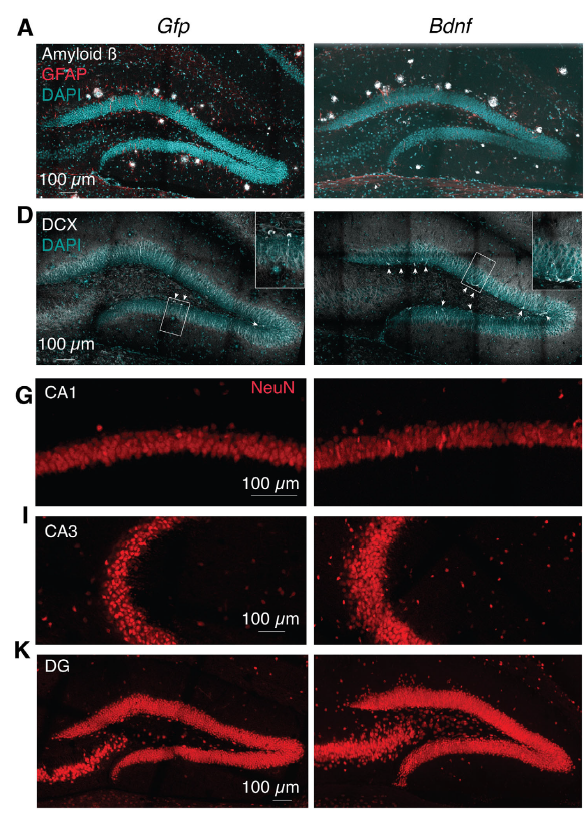 Gfp Bdnf
A
Amyloid ß
GFAP
DAPI
100 µm
D
DCX
DAPI
100 µm
G
CA1 NeuN
100 µm
I
CA3
100 µm
K
DG
100 µm